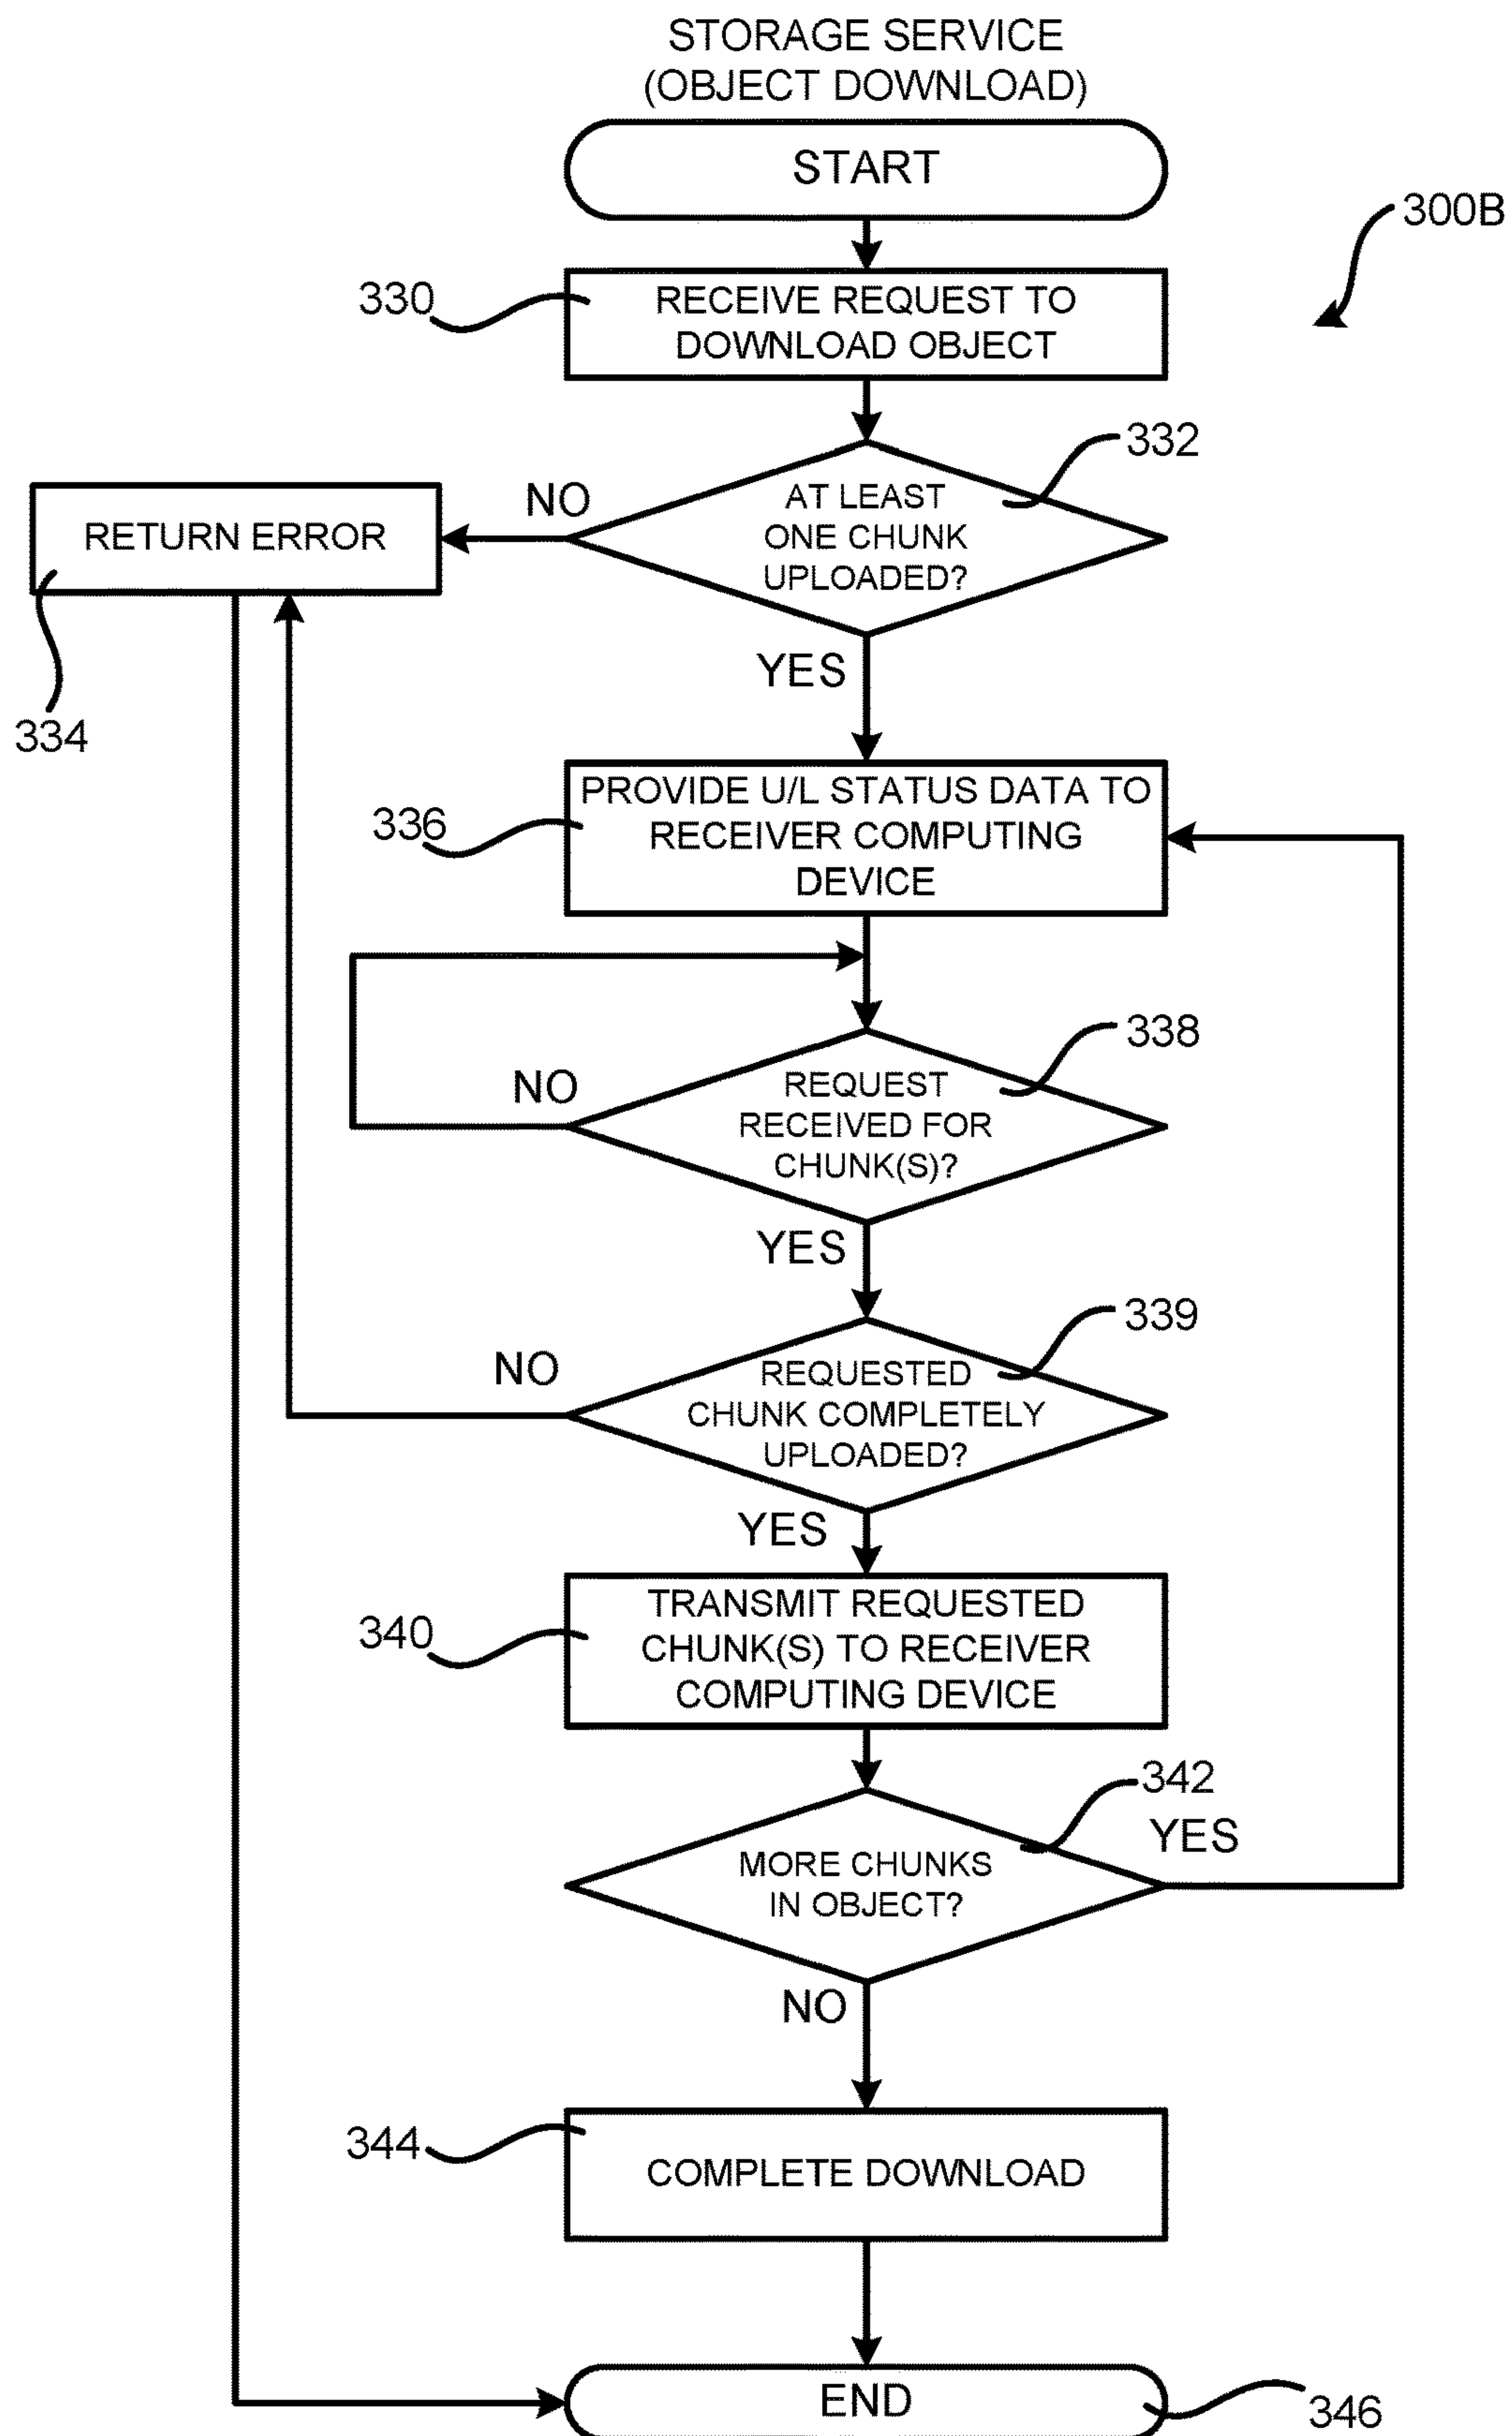 STORAGE SERVICE
(OBJECT DOWNLOAD)
START
300B
330
RECEIVE REQUEST TO
DOWNLOAD OBJECT
332
AT LEAST
ONE CHUNK
UPLOADED?
NO
RETURN ERROR
334
YES
PROVIDE U/L STATUS DATA TO
RECEIVER COMPUTING
DEVICE
336
338
REQUEST
RECEIVED FOR
CHUNK(S)?
NO
YES
339
REQUESTED
CHUNK COMPLETELY
UPLOADED?
NO
YES
TRANSMIT REQUESTED
CHUNK(S) TO RECEIVER
COMPUTING DEVICE
340
342
YES
MORE CHUNKS
IN OBJECT?
NO
344
COMPLETE DOWNLOAD
END
346